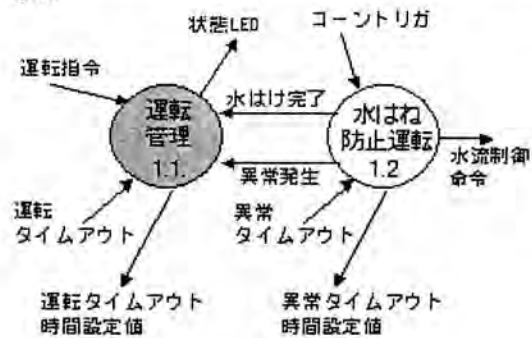 状態LED
コーントリガ
運転指令
運転
管理
1.1.
水はけ完了
水はね
防止運転
1.2
異常発生
水流制御
命令
運転
タイムアウト
異常
タイムアウト
運転タイムアウト
時間設定値
異常タイムアウト
時間設定値